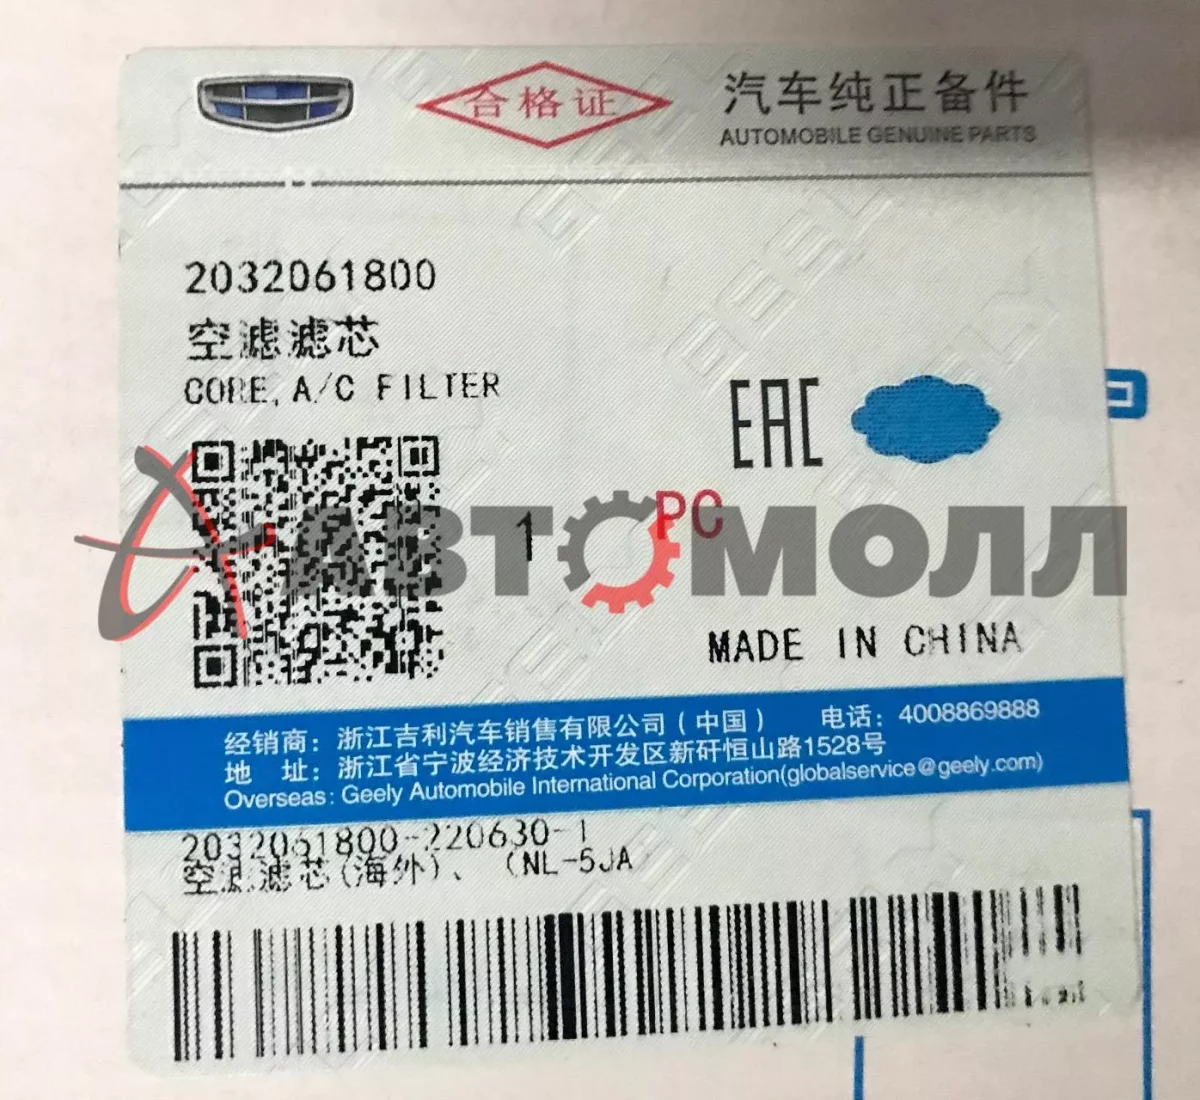 合格证
汽车纯正备件
AUTOMOBILE GENUINE PARTS
2032061800
空滤滤芯
CORE, A/C FILTER
EAC
1 PC
АВТОМОЛЛ
MADE IN CHINA
经销商：浙江吉利汽车销售有限公司（中国） 电话：4008869888
地 址：浙江省宁波经济技术开发区新矸恒山路1528号
Overseas: Geely Automobile International Corporation(globalservice@geely.com)
2032061800-220630-1
空滤滤芯(海外)、 (NL-5JA